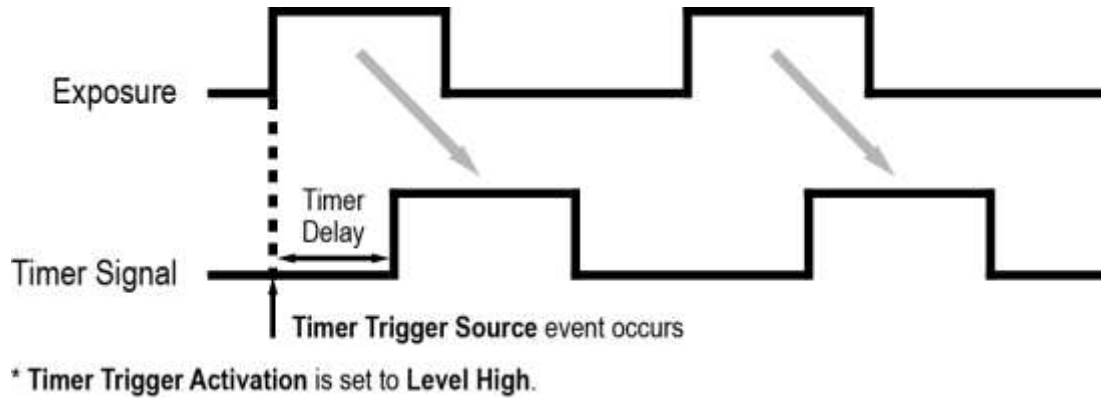 Exposure
Timer
Delay
Timer Signal
Timer Trigger Source event occurs
* Timer Trigger Activation is set to Level High.